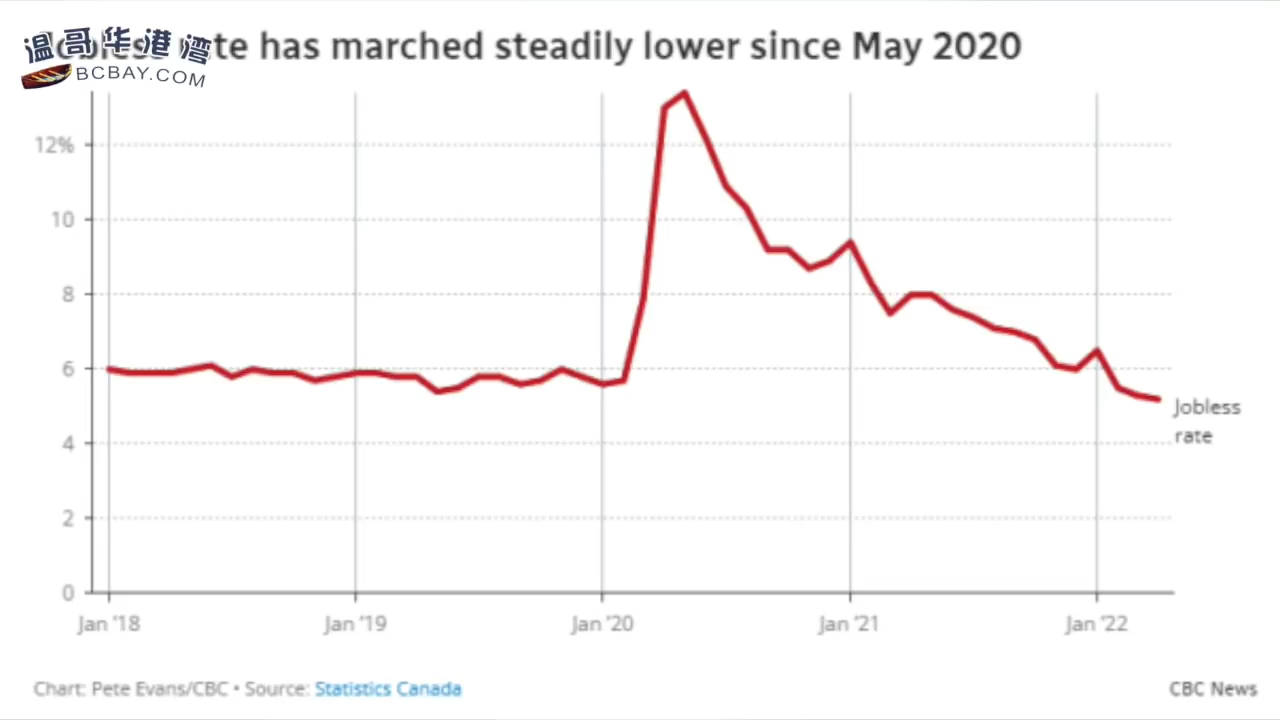 温哥华港湾
BCBAY.COM
rate has marched steadily lower since May 2020
12%
10
8
6
4
2
0
Jobless
rate
Jan '18 Jan '19 Jan '20 Jan '21 Jan '22
Chart: Pete Evans/CBC • Source: Statistics Canada CBC News